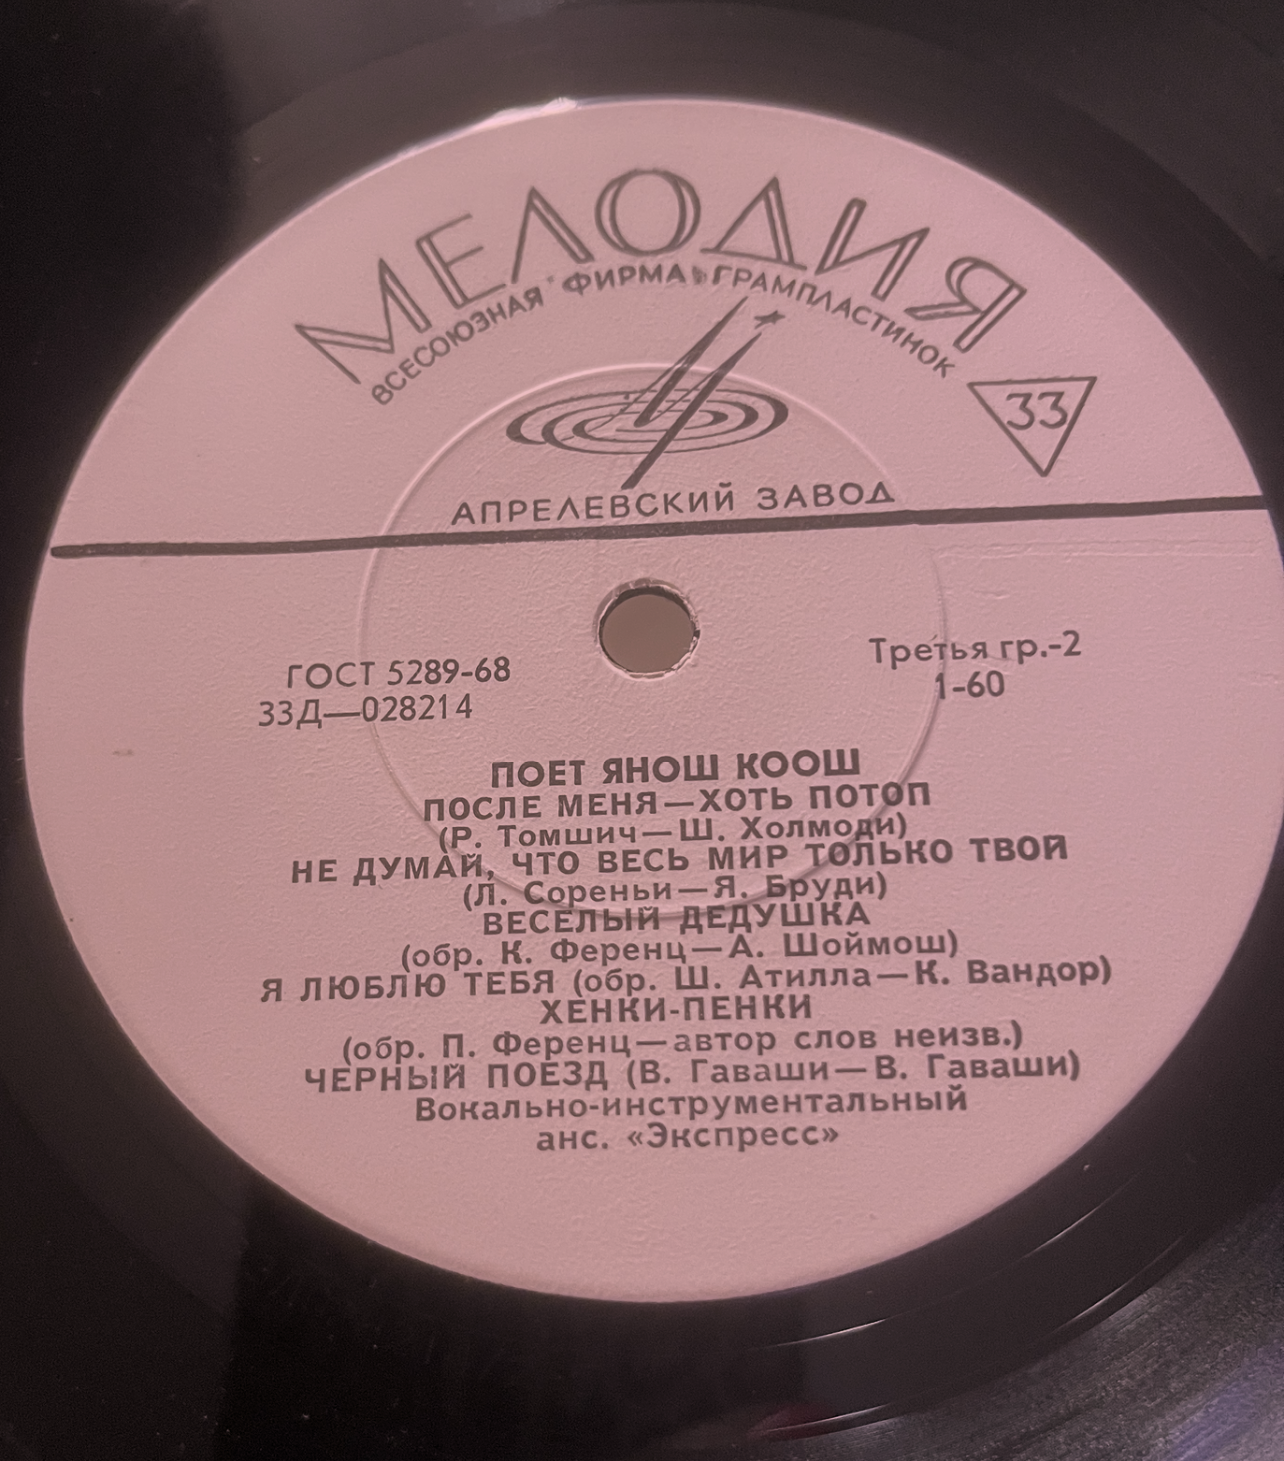 МЕЛОДИЯ
ВСЕСОЮЗНАЯ ФИРМА ГРАМПЛАСТИНОК
33
АПРЕЛЕВСКИЙ ЗАВОД
ГОСТ 5289-68
33Д—028214
Третья гр.-2
1-60
ПОЕТ ЯНОШ КООШ
ПОСЛЕ МЕНЯ—ХОТЬ ПОТОП
(Р. Томшич—Ш. Холмоди)
НЕ ДУМАЙ, ЧТО ВЕСЬ МИР ТОЛЬКО ТВОЙ
(Л. Сореньи—Я. Бруди)
ВЕСЕЛЫЙ ДЕДУШКА
(обр. К. Ференц—А. Шоймош)
Я ЛЮБЛЮ ТЕБЯ (обр. Ш. Атилла—К. Вандор)
ХЕНКИ-ПЕНКИ
(обр. П. Ференц—автор слов неизв.)
ЧЕРНЫЙ ПОЕЗД (В. Гаваши—В. Гаваши)
Вокально-инструментальный
анс. «Экспресс»